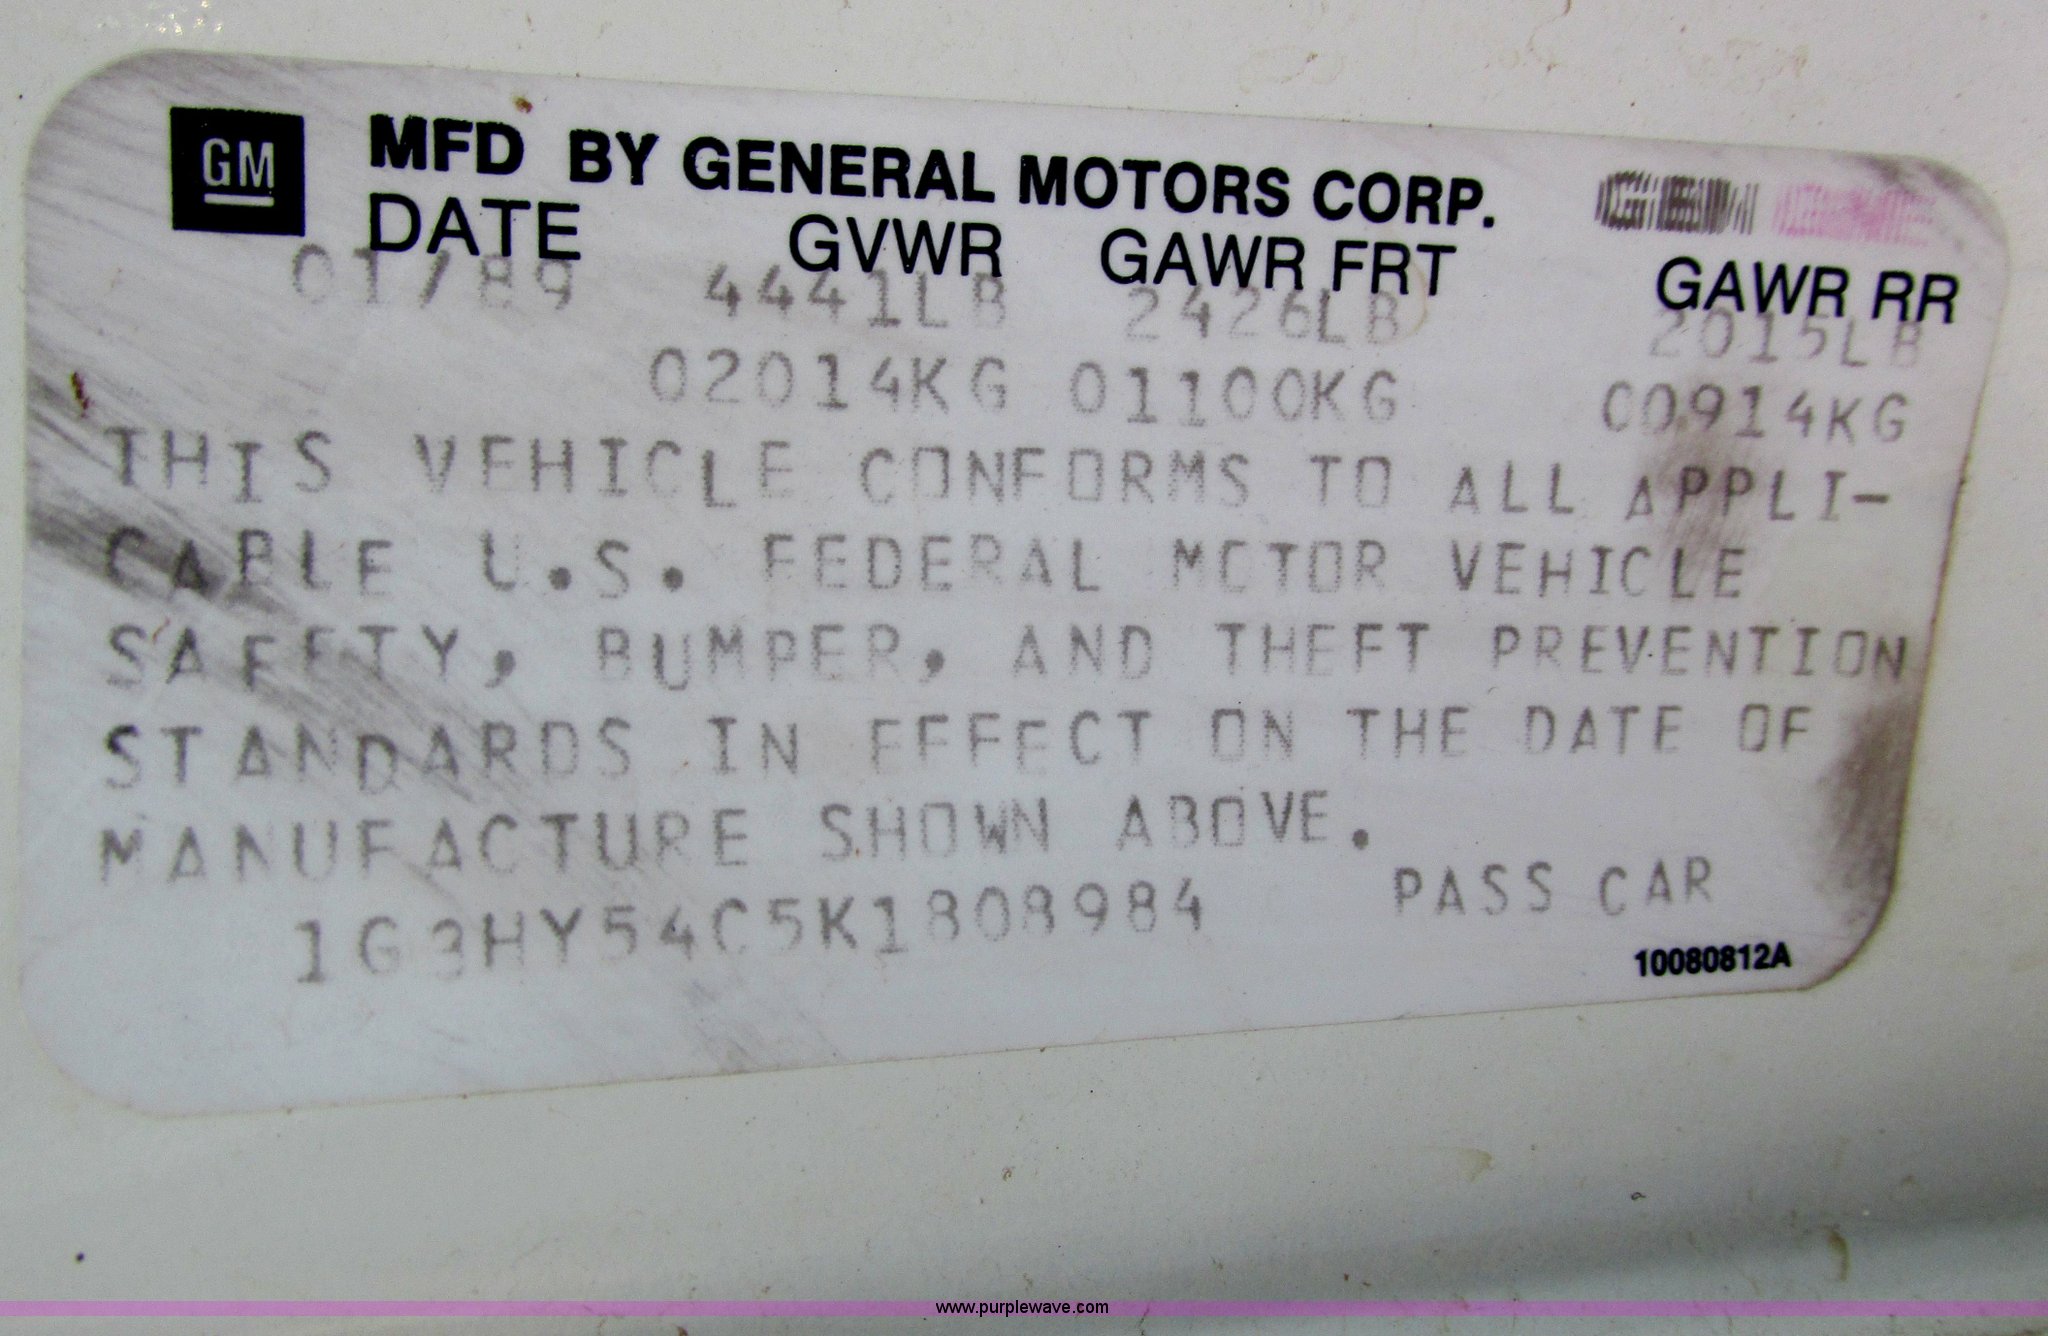 GM MFD BY GENERAL MOTORS CORP.
DATE GVWR GAWR FRT GAWR RR
01/89 4441LB 2426LB 2015LB
02014KG 01100KG 00914KG
THIS VEHICLE CONFORMS TO ALL APPLI-
CABLE U.S. FEDERAL MOTOR VEHICLE
SAFETY, BUMPER, AND THEFT PREVENTION
STANDARDS IN EFFECT ON THE DATE OF
MANUFACTURE SHOWN ABOVE.
1G3HY54C5K1808984 PASS CAR
10080812A
www.purplewave.com